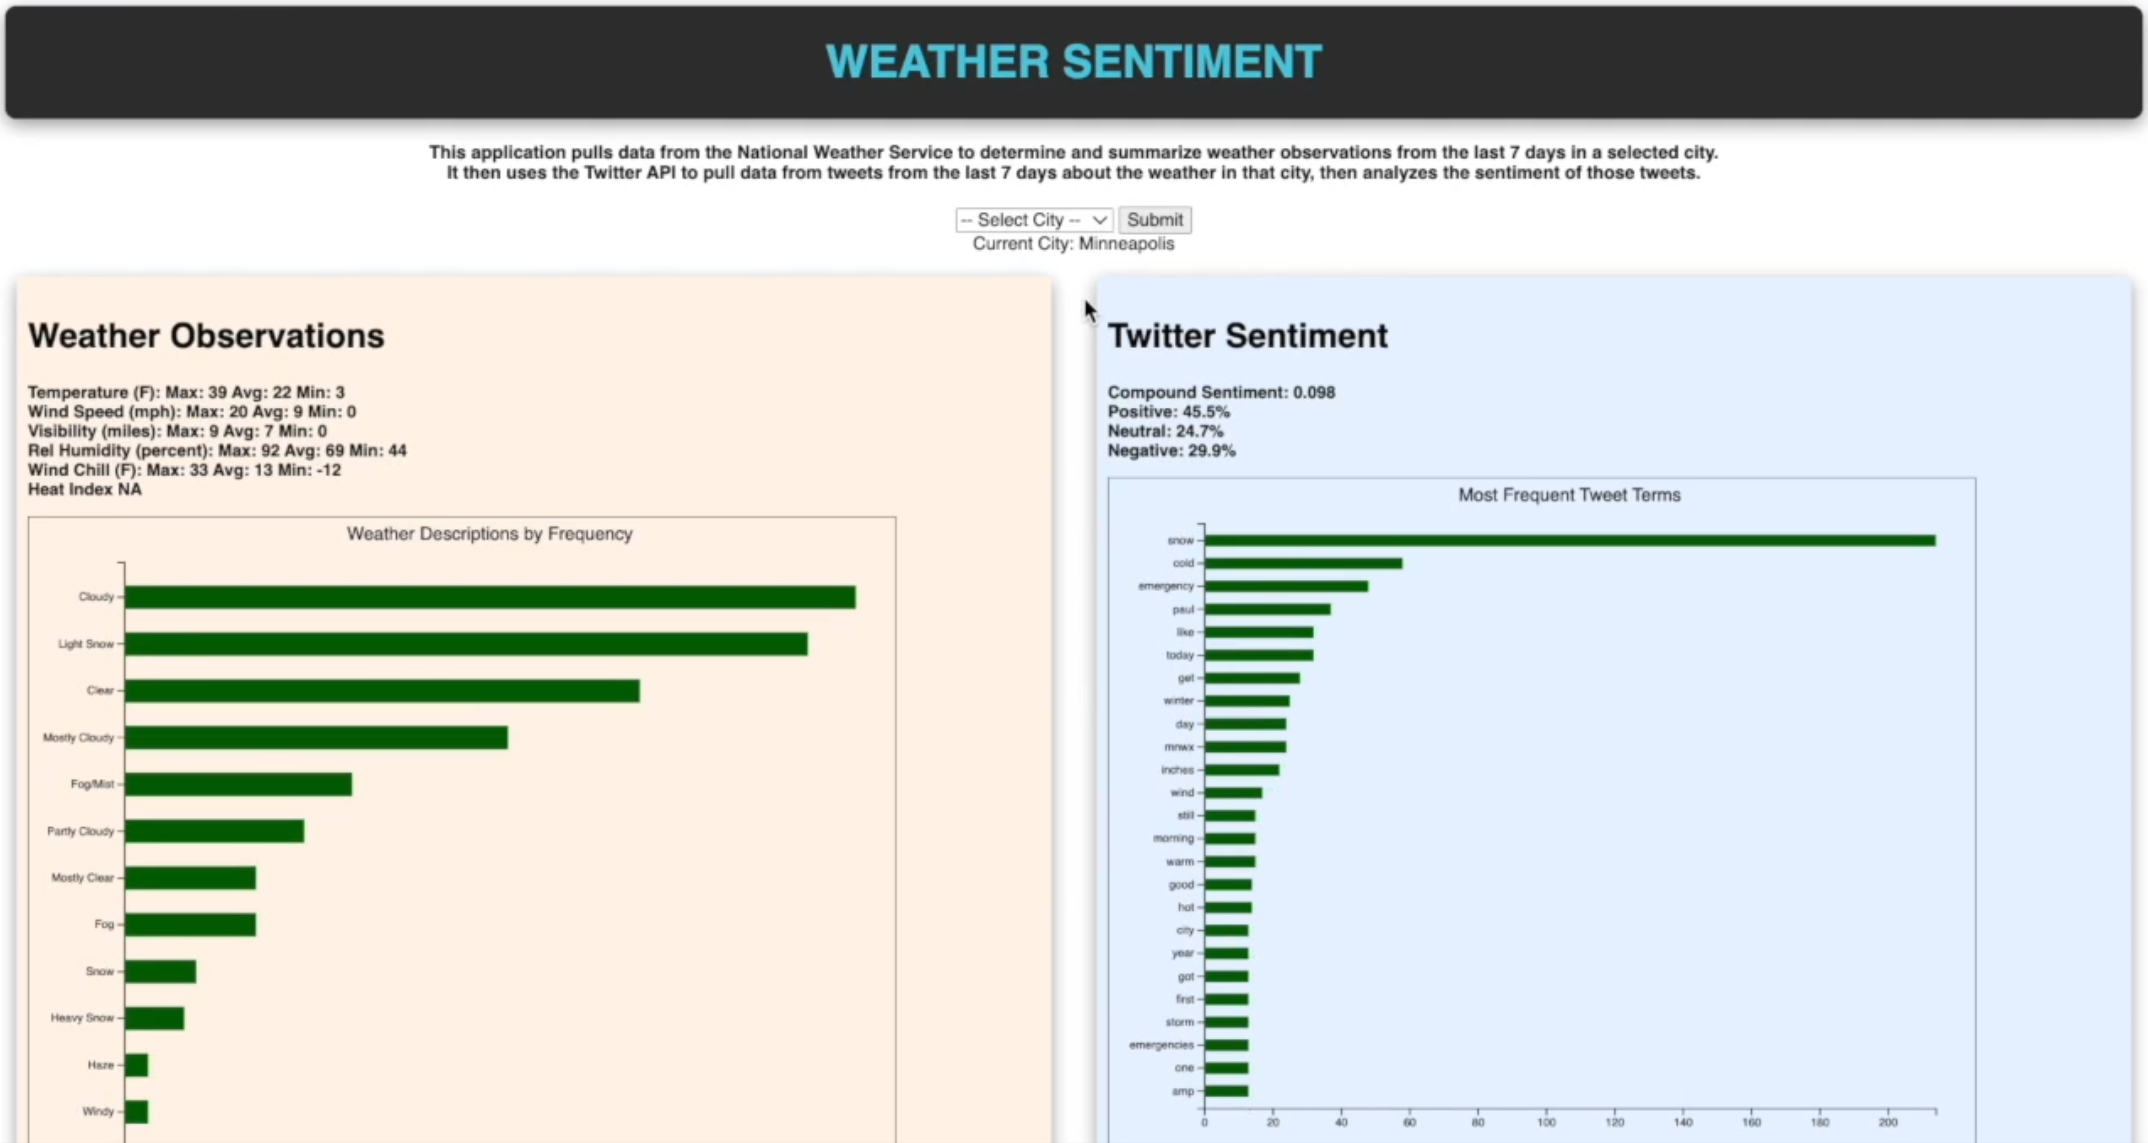 WEATHER SENTIMENT
This application pulls data from the National Weather Service to determine and summarize weather observations from the last 7 days in a selected city.
It then uses the Twitter API to pull data from tweets from the last 7 days about the weather in that city, then analyzes the sentiment of those tweets.
-- Select City -- Submit
Current City: Minneapolis
Weather Observations
Temperature (F): Max: 39 Avg: 22 Min: 3
Wind Speed (mph): Max: 20 Avg: 9 Min: 0
Visibility (miles): Max: 9 Avg: 7 Min: 0
Rel Humidity (percent): Max: 92 Avg: 69 Min: 44
Wind Chill (F): Max: 33 Avg: 13 Min: -12
Heat Index NA
Weather Descriptions by Frequency
Cloudy
Light Snow
Clear
Mostly Cloudy
Fog/Mist
Partly Cloudy
Mostly Clear
Fog
Snow
Heavy Snow
Haze
Windy
Twitter Sentiment
Compound Sentiment: 0.098
Positive: 45.5%
Neutral: 24.7%
Negative: 29.9%
Most Frequent Tweet Terms
snow
cold
emergency
paul
like
today
get
winter
day
mnwx
inches
wind
still
morning
warm
good
hot
city
year
got
first
storm
emergencies
one
amp
0 20 40 60 80 100 120 140 160 180 200